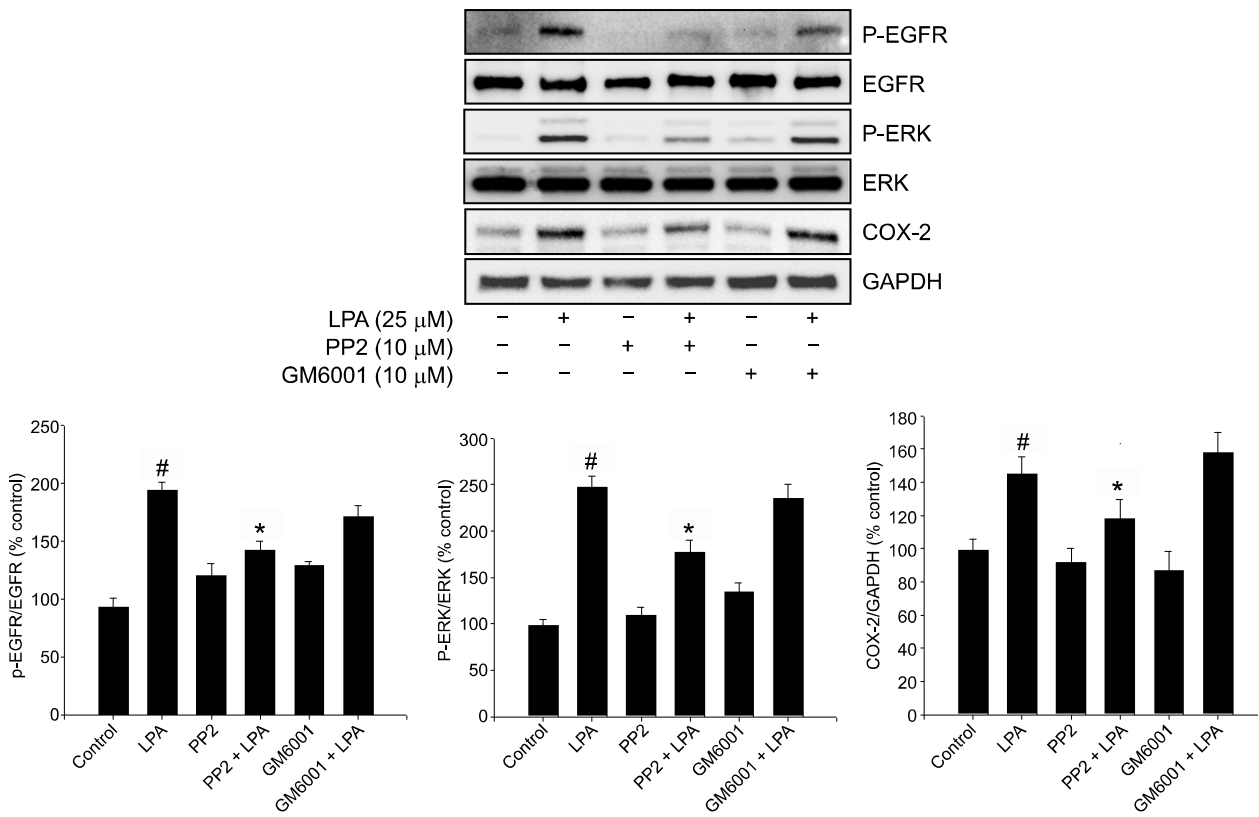 P-EGFR
EGFR
P-ERK
ERK
COX-2
GAPDH
LPA (25 μM) – + – + – +
PP2 (10 μM) – – + + – –
GM6001 (10 μM) – – – – + +
p-EGFR/EGFR (% control)
250
200
150
100
50
0
#
*
Control
LPA
PP2
PP2 + LPA
GM6001
GM6001 + LPA
P-ERK/ERK (% control)
300
250
200
150
100
50
0
#
*
Control
LPA
PP2
PP2 + LPA
GM6001
GM6001 + LPA
COX-2/GAPDH (% control)
180
160
140
120
100
80
60
40
20
0
#
*
Control
LPA
PP2
PP2 + LPA
GM6001
GM6001 + LPA